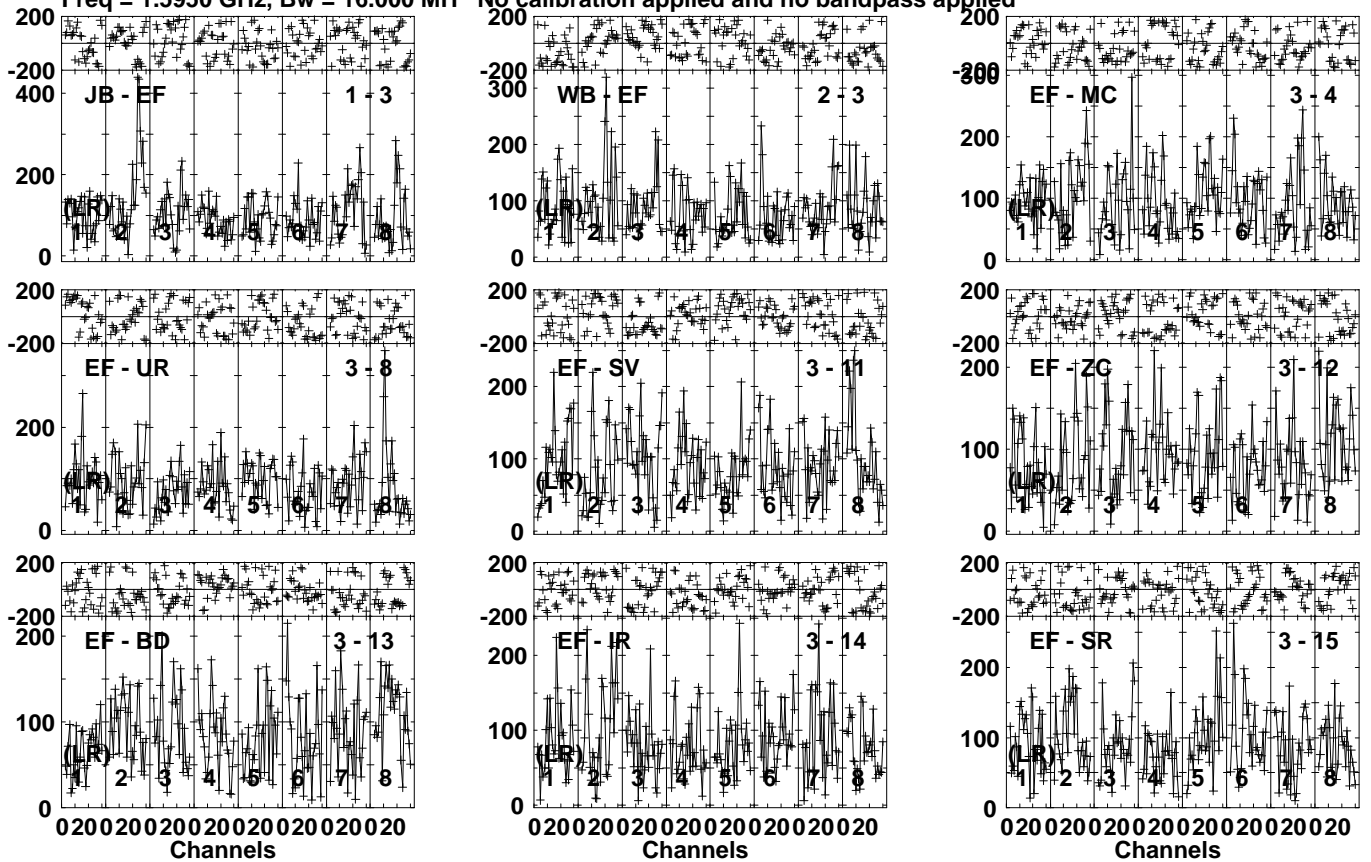 Freq = 1.5950 GHz, Bw = 16.000 MH No calibration applied and no bandpass applied
200 200 200
-200 -200 -200
JB - EF 1 - 3 WB - EF 2 - 3 EF - MC 3 - 4
400 300 300
200 200 200
100 100
(LR) (LR) (LR)
1 2 3 4 5 6 7 8 1 2 3 4 5 6 7 8 1 2 3 4 5 6 7 8
0 0 0
200 200 200
-200 -200 -200
EF - UR 3 - 8 EF - SV 3 - 11 EF - ZC 3 - 12
200 200 200
100 100
(LR) (LR) (LR)
1 2 3 4 5 6 7 8 1 2 3 4 5 6 7 8 1 2 3 4 5 6 7 8
0 0 0
200 200 200
-200 -200 -200
EF - BD 3 - 13 EF - IR 3 - 14 EF - SR 3 - 15
200 200 200
100 100 100
(LR) (LR) (LR)
1 2 3 4 5 6 7 8 1 2 3 4 5 6 7 8 1 2 3 4 5 6 7 8
0 0 0
0 20 0 20 0 20 0 20 0 20 0 20 0 20 0 20 0 20 0 20 0 20 0 20 0 20 0 20 0 20 0 20 0 20 0 20 0 20 0 20 0 20 0 20 0 20 0 20
Channels Channels Channels